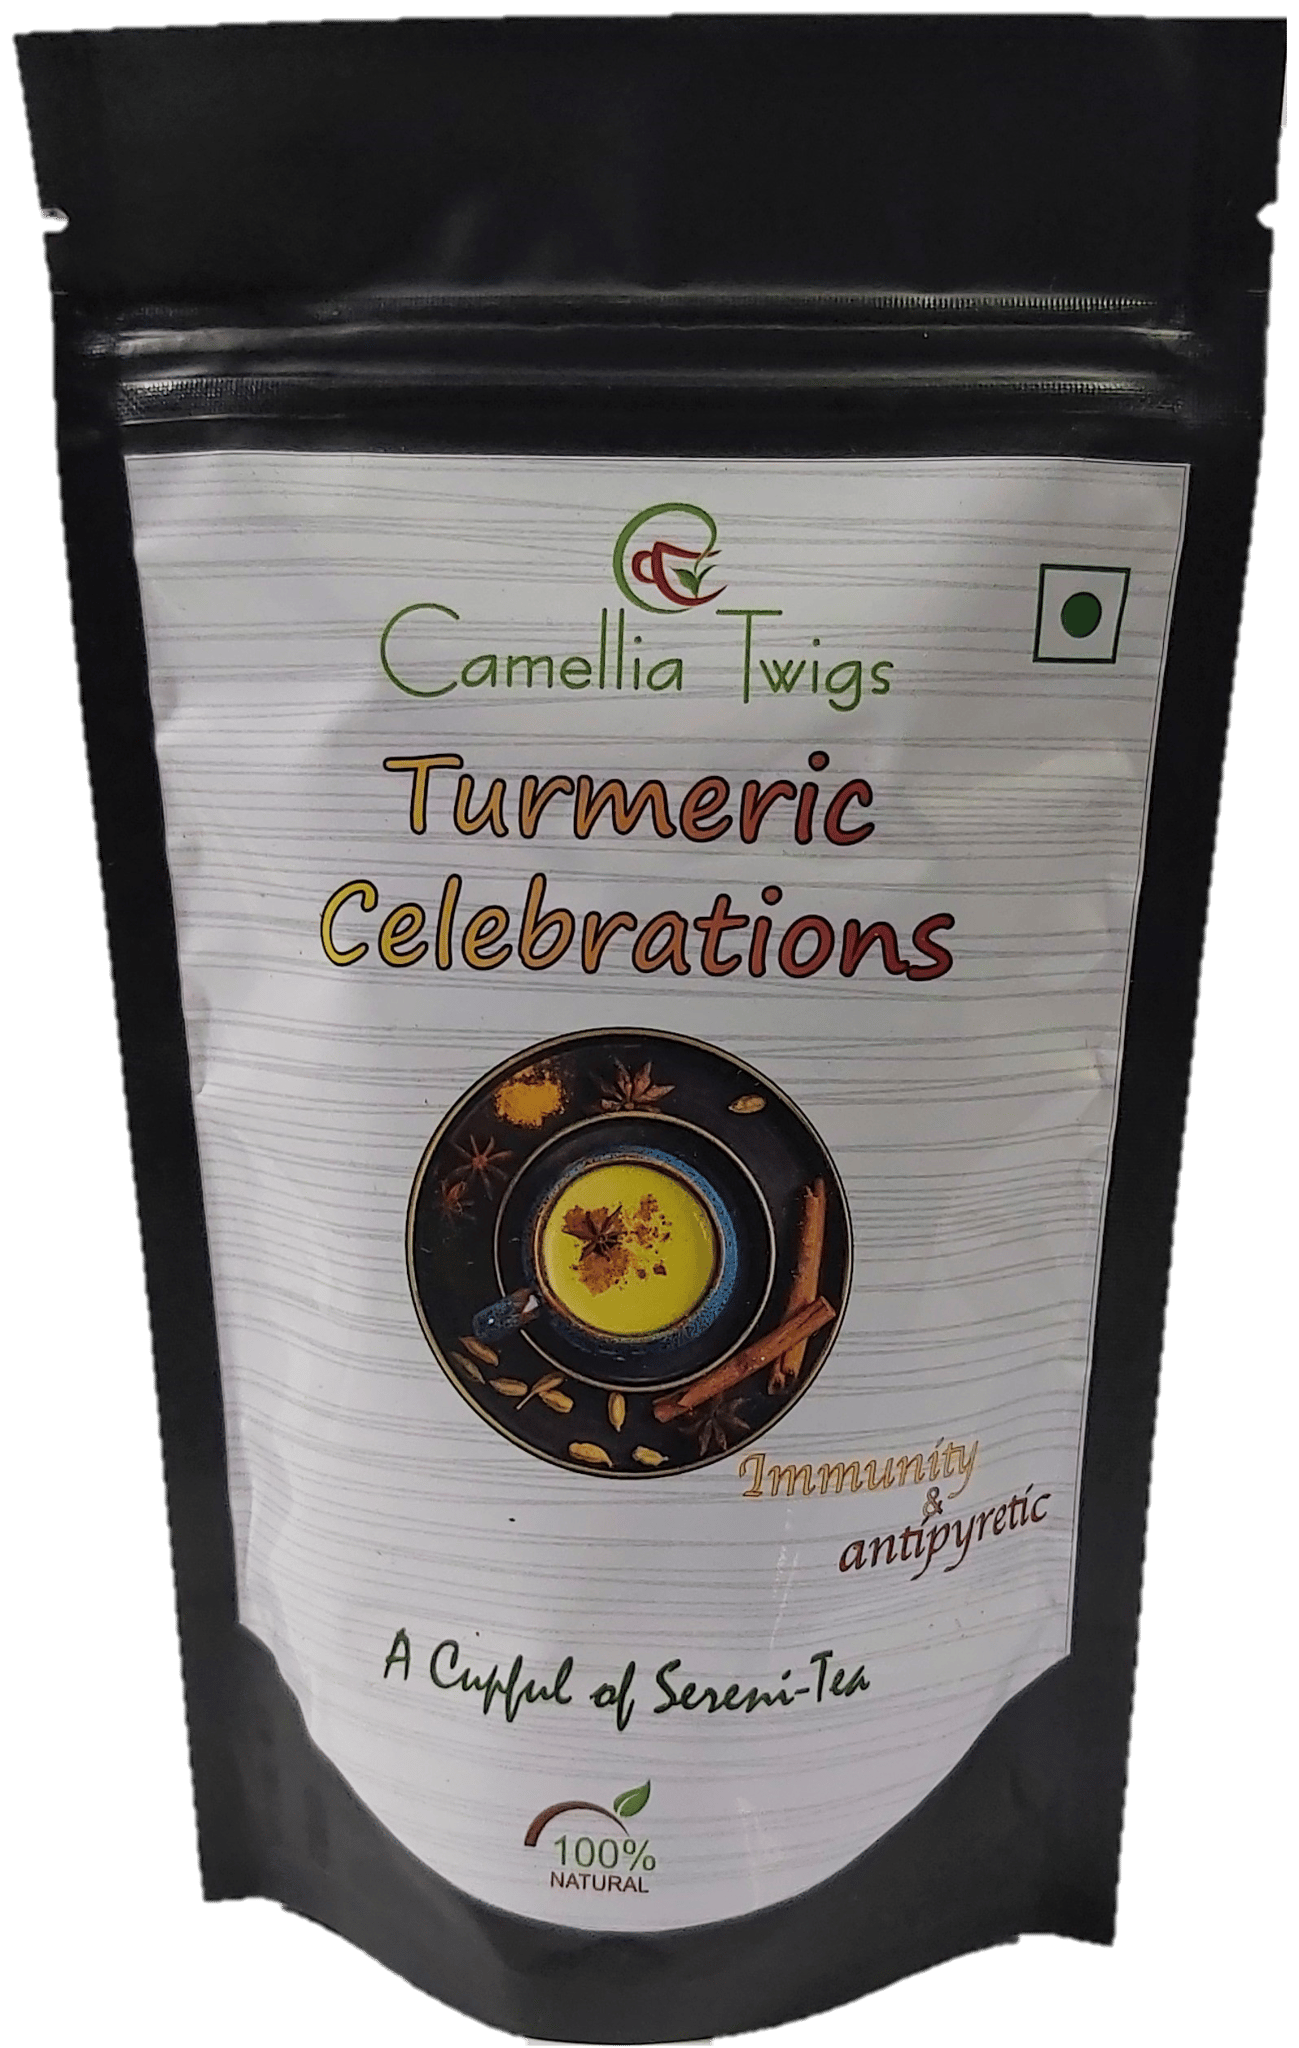 Camellia Twigs
Turmeric
Celebrations
Immunity
&
antipyretic
A Cupful of Sereni-Tea
100%
NATURAL